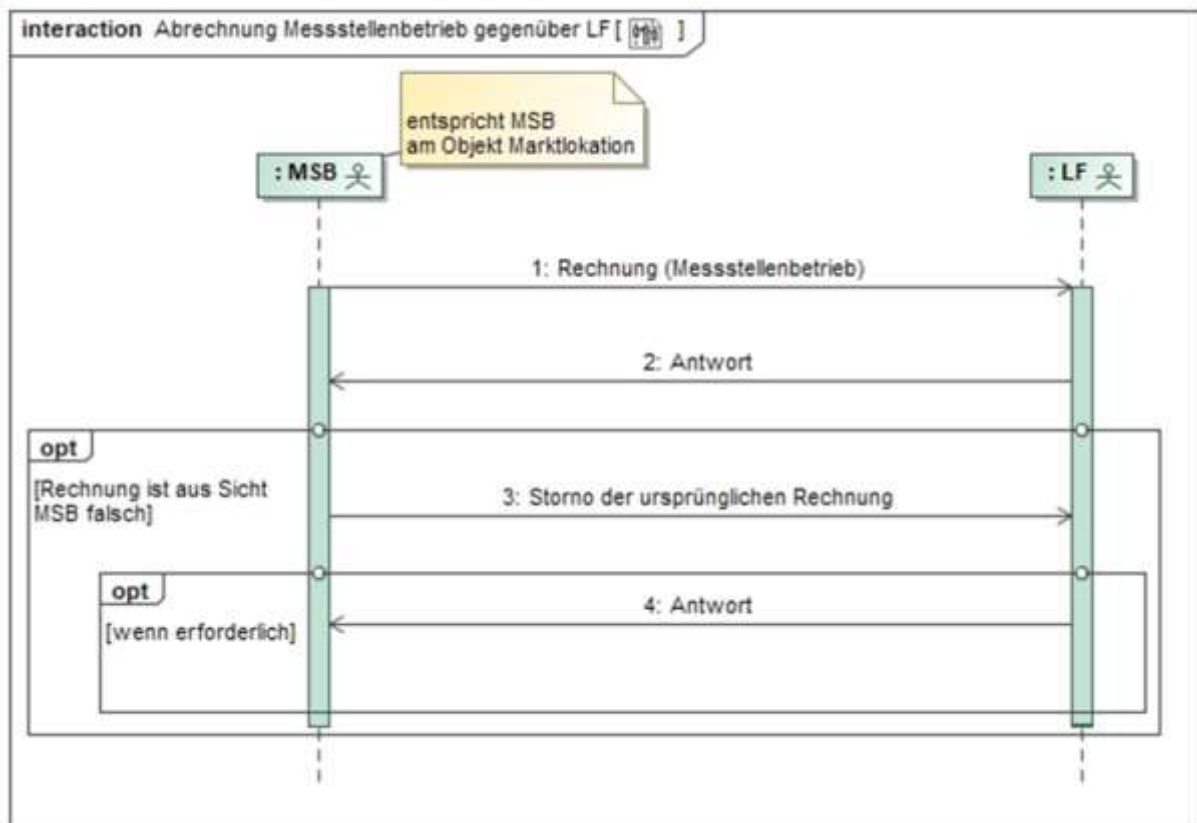 interaction Abrechnung Messstellenbetrieb gegenüber LF [ ]
entspricht MSB
am Objekt Marktlokation
: MSB
: LF
1: Rechnung (Messstellenbetrieb)
2: Antwort
opt
[Rechnung ist aus Sicht
MSB falsch]
3: Storno der ursprünglichen Rechnung
opt
[wenn erforderlich]
4: Antwort